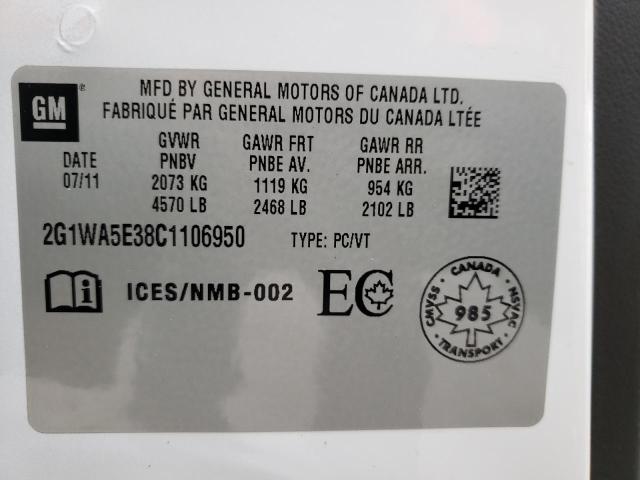 GM®
MFD BY GENERAL MOTORS OF CANADA LTD.
FABRIQUÉ PAR GENERAL MOTORS DU CANADA LTÉE
DATE
07/11
GVWR
PNBV
2073 KG
4570 LB
GAWR FRT
PNBE AV.
1119 KG
2468 LB
GAWR RR
PNBE ARR.
954 KG
2102 LB
2G1WA5E38C1106950 TYPE: PC/VT
i ICES/NMB-002 EC
CANADA
CMVSS 985 NSVAC
• TRANSPORT •